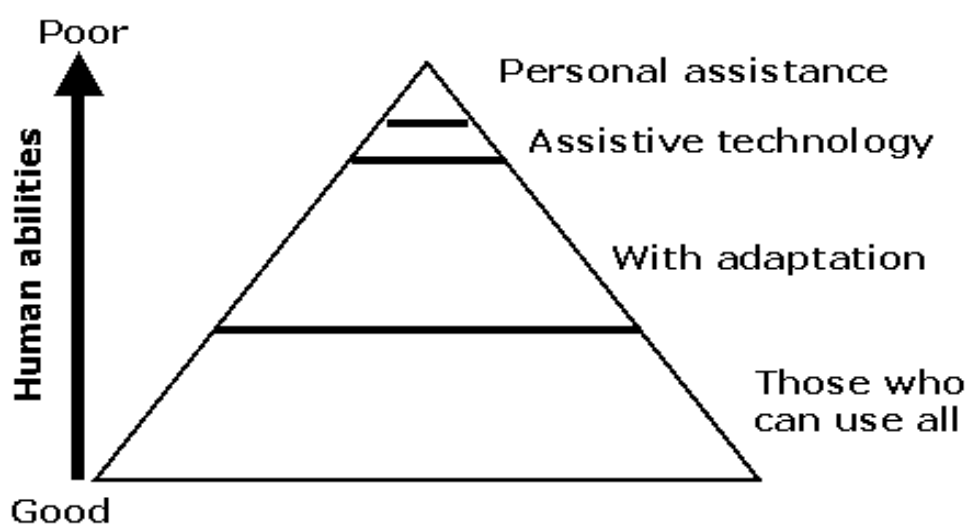 Poor
Personal assistance
Assistive technology
Human abilities
With adaptation
Those who
can use all
Good